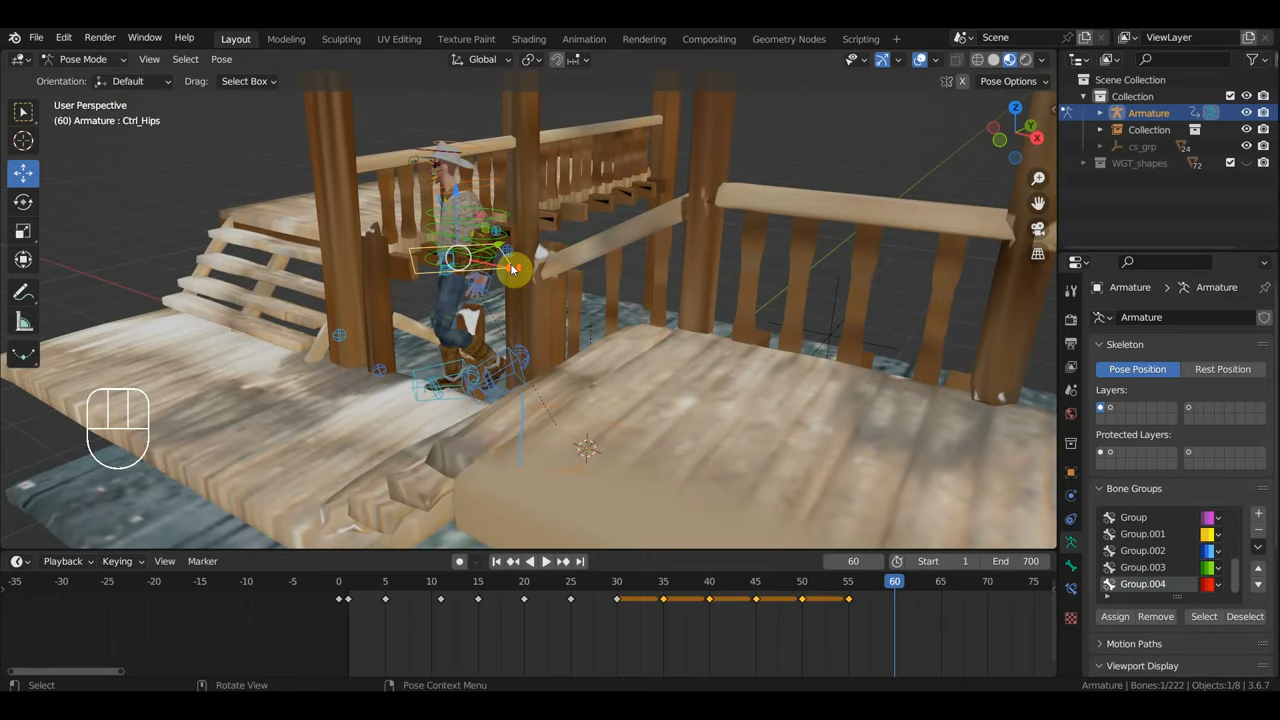 File Edit Render Window Help Layout Modeling Sculpting UV Editing Texture Paint Shading Animation Rendering Compositing Geometry Nodes Scripting + Scene ViewLayer
Pose Mode View Select Pose Global
Orientation: Default Drag: Select Box X Pose Options
User Perspective
(60) Armature : Ctrl_Hips
Z
Y
X
Scene Collection
Collection
Armature
Collection
cs_grp 24
WGT_shapes 72
Armature Armature
Armature
Skeleton
Pose Position Rest Position
Layers:
Protected Layers:
Bone Groups
Group
Group.001
Group.002
Group.003
Group.004
Assign Remove Select Deselect
Motion Paths
Viewport Display
Playback Keying View Marker 60 Start 1 End 700
-35 -30 -25 -20 -15 -10 -5 0 5 10 15 20 25 30 35 40 45 50 55 60 65 70 75
Select Rotate View Pose Context Menu Armature | Bones:1/222 | Objects:1/8 | 3.6.7